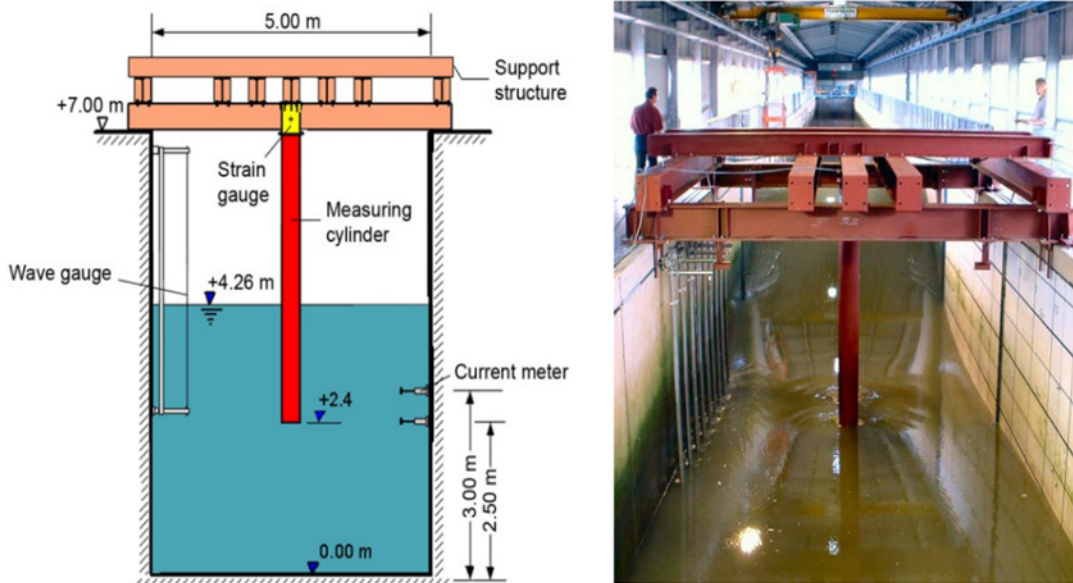 5.00 m
Support
structure
+7.00 m
Strain
gauge
Measuring
cylinder
Wave gauge
+4.26 m
Current meter
+2.4
3.00 m
2.50 m
0.00 m